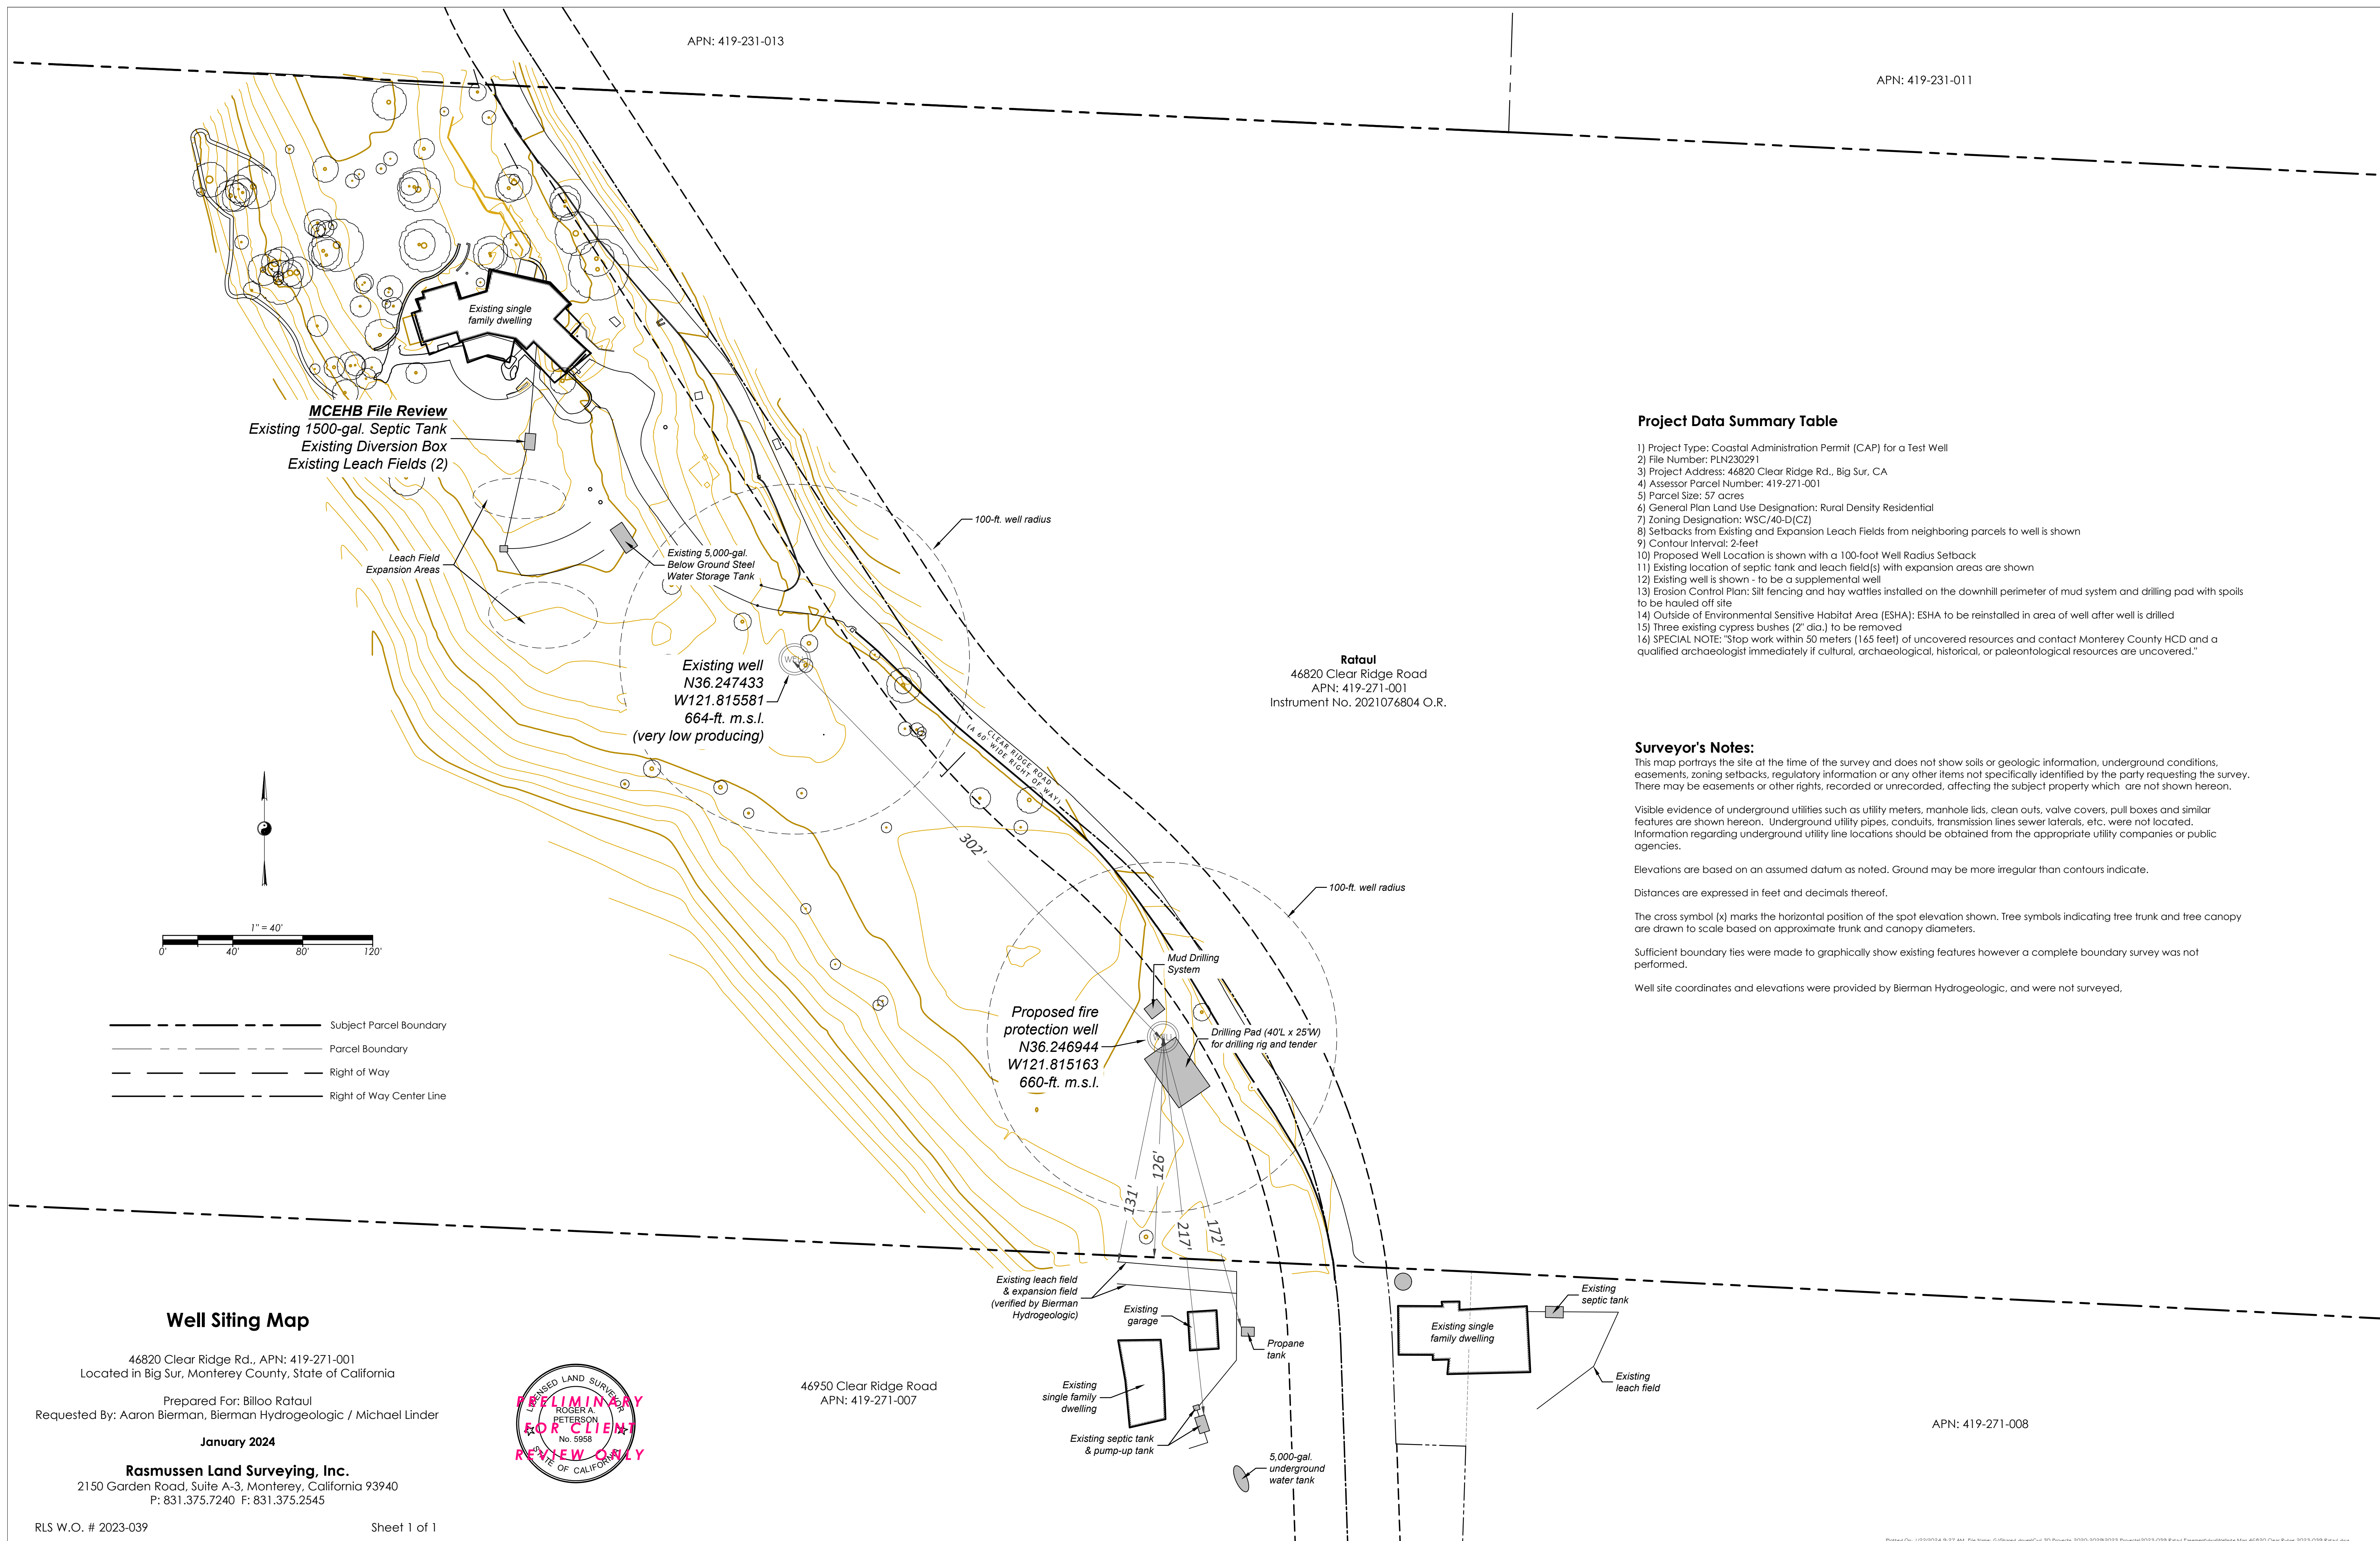 APN: 419-231-013
APN: 419-231-011
Existing single
family dwelling
MCEHB File Review
Existing 1500-gal. Septic Tank
Existing Diversion Box
Existing Leach Fields (2)
Leach Field
Expansion Areas
Existing 5,000-gal.
Below Ground Steel
Water Storage Tank
100-ft. well radius
WELL
Existing well
N36.247433
W121.815581
664-ft. m.s.l.
(very low producing)
CLEAR RIDGE ROAD
(A 60' WIDE RIGHT OF WAY)
302'
Rataul
46820 Clear Ridge Road
APN: 419-271-001
Instrument No. 2021076804 O.R.
Project Data Summary Table
1) Project Type: Coastal Administration Permit (CAP) for a Test Well
2) File Number: PLN230291
3) Project Address: 46820 Clear Ridge Rd., Big Sur, CA
4) Assessor Parcel Number: 419-271-001
5) Parcel Size: 57 acres
6) General Plan Land Use Designation: Rural Density Residential
7) Zoning Designation: WSC/40-D(CZ)
8) Setbacks from Existing and Expansion Leach Fields from neighboring parcels to well is shown
9) Contour Interval: 2-feet
10) Proposed Well Location is shown with a 100-foot Well Radius Setback
11) Existing location of septic tank and leach field(s) with expansion areas are shown
12) Existing well is shown - to be a supplemental well
13) Erosion Control Plan: Silt fencing and hay wattles installed on the downhill perimeter of mud system and drilling pad with spoils
to be hauled off site
14) Outside of Environmental Sensitive Habitat Area (ESHA): ESHA to be reinstalled in area of well after well is drilled
15) Three existing cypress bushes (2" dia.) to be removed
16) SPECIAL NOTE: "Stop work within 50 meters (165 feet) of uncovered resources and contact Monterey County HCD and a
qualified archaeologist immediately if cultural, archaeological, historical, or paleontological resources are uncovered."
Surveyor's Notes:
This map portrays the site at the time of the survey and does not show soils or geologic information, underground conditions,
easements, zoning setbacks, regulatory information or any other items not specifically identified by the party requesting the survey.
There may be easements or other rights, recorded or unrecorded, affecting the subject property which are not shown hereon.
Visible evidence of underground utilities such as utility meters, manhole lids, clean outs, valve covers, pull boxes and similar
features are shown hereon. Underground utility pipes, conduits, transmission lines sewer laterals, etc. were not located.
Information regarding underground utility line locations should be obtained from the appropriate utility companies or public
agencies.
Elevations are based on an assumed datum as noted. Ground may be more irregular than contours indicate.
Distances are expressed in feet and decimals thereof.
The cross symbol (x) marks the horizontal position of the spot elevation shown. Tree symbols indicating tree trunk and tree canopy
are drawn to scale based on approximate trunk and canopy diameters.
Sufficient boundary ties were made to graphically show existing features however a complete boundary survey was not
performed.
Well site coordinates and elevations were provided by Bierman Hydrogeologic, and were not surveyed.
1" = 40'
0' 40' 80' 120'
Subject Parcel Boundary
Parcel Boundary
Right of Way
Right of Way Center Line
100-ft. well radius
Mud Drilling
System
Proposed fire
protection well
N36.246944
W121.815163
660-ft. m.s.l.
WELL
Drilling Pad (40'L x 25'W)
for drilling rig and tender
131'
126'
217'
172'
Existing leach field
& expansion field
(verified by Bierman
Hydrogeologic)
Existing
garage
Propane
tank
Existing
single family
dwelling
Existing septic tank
& pump-up tank
5,000-gal.
underground
water tank
Existing single
family dwelling
Existing
septic tank
Existing
leach field
46950 Clear Ridge Road
APN: 419-271-007
APN: 419-271-008
Well Siting Map
46820 Clear Ridge Rd., APN: 419-271-001
Located in Big Sur, Monterey County, State of California
Prepared For: Billoo Rataul
Requested By: Aaron Bierman, Bierman Hydrogeologic / Michael Linder
January 2024
Rasmussen Land Surveying, Inc.
2150 Garden Road, Suite A-3, Monterey, California 93940
P: 831.375.7240 F: 831.375.2545
RLS W.O. # 2023-039
Sheet 1 of 1
LICENSED LAND SURVEYOR
ROGER A.
PETERSON
No. 5958
STATE OF CALIFORNIA
PRELIMINARY
FOR CLIENT
REVIEW ONLY